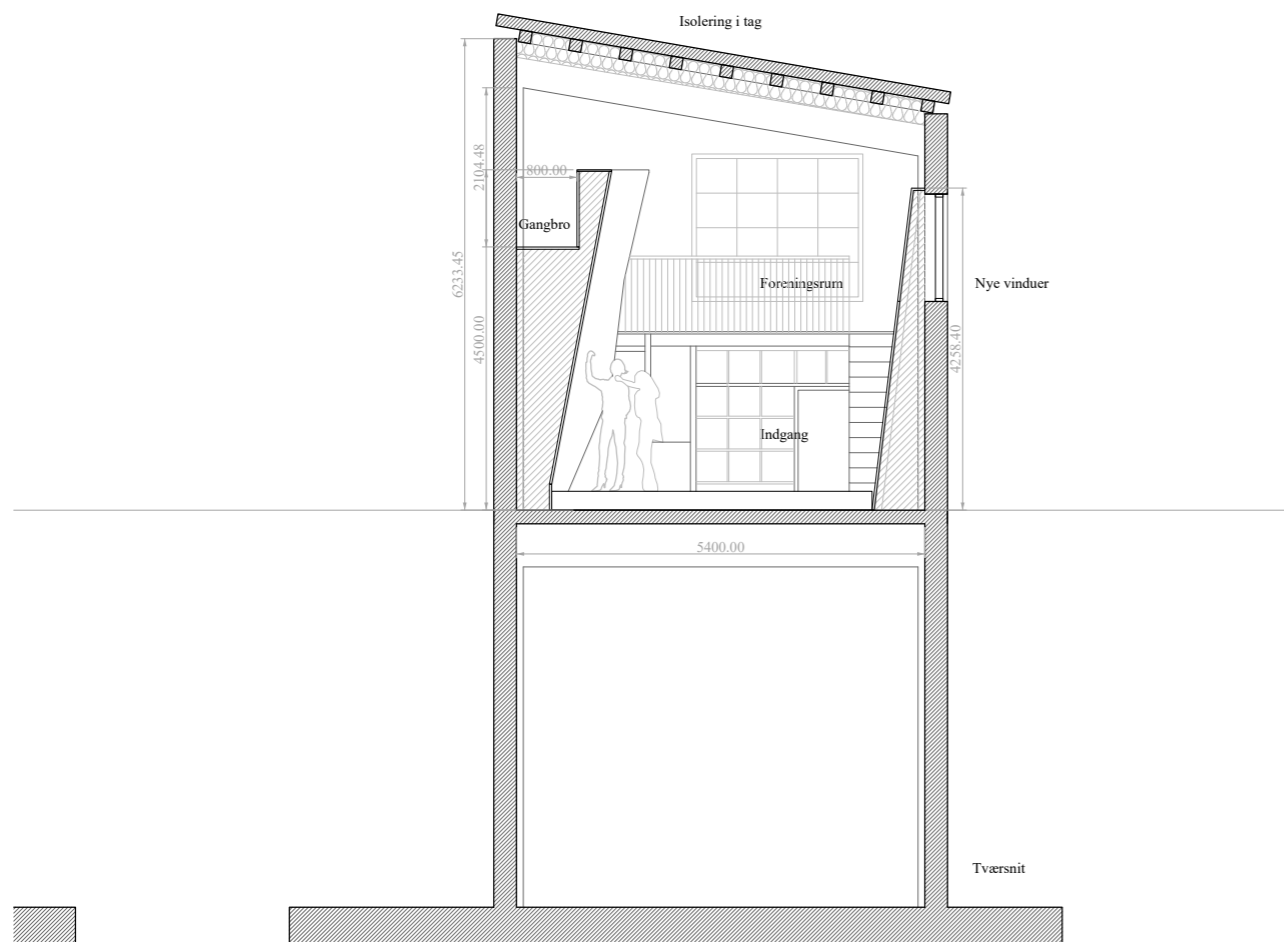 Isolering i tag
2104.48
800.00
Gangbro
6233.45
Foreningsrum
Nye vinduer
4500.00
4258.40
Indgang
5400.00
Tværsnit